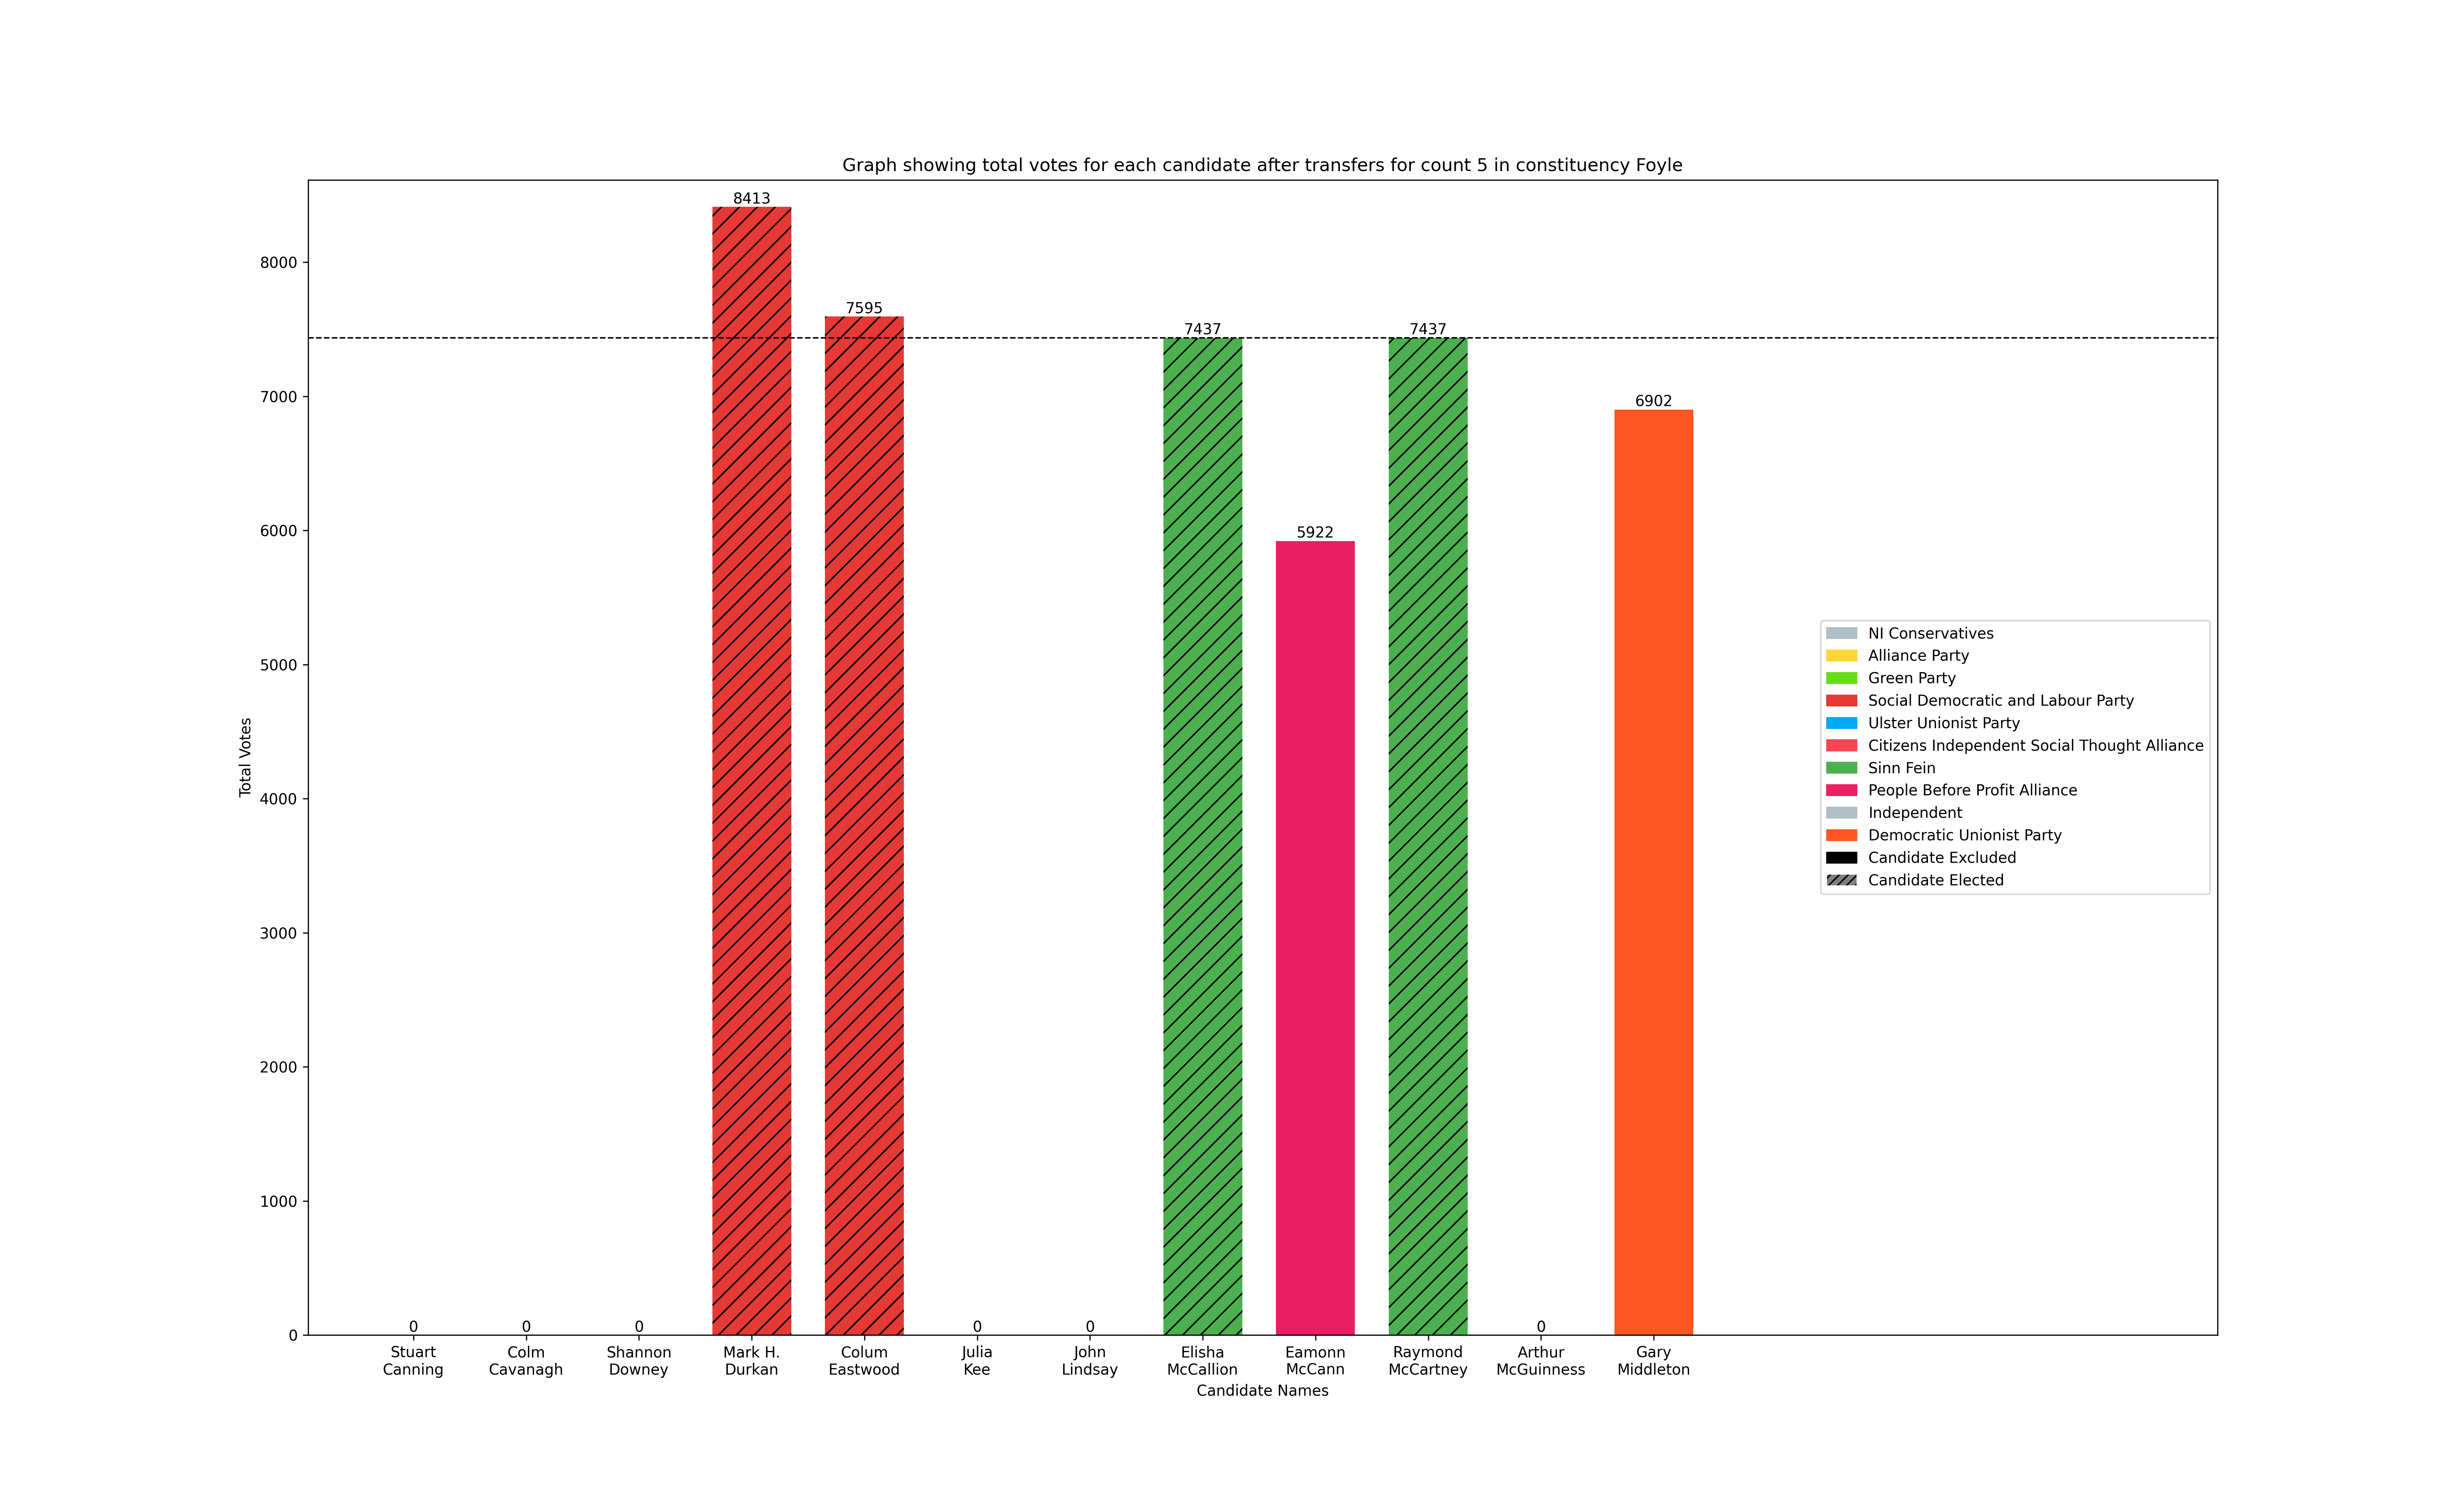 Graph showing total votes for each candidate after transfers for count 5 in constituency Foyle
Total Votes
8000
7000
6000
5000
4000
3000
2000
1000
0
0
0
0
8413
7595
0
0
7437
5922
7437
0
6902
Stuart
Canning
Colm
Cavanagh
Shannon
Downey
Mark H.
Durkan
Colum
Eastwood
Julia
Kee
John
Lindsay
Elisha
McCallion
Eamonn
McCann
Raymond
McCartney
Arthur
McGuinness
Gary
Middleton
Candidate Names
NI Conservatives
Alliance Party
Green Party
Social Democratic and Labour Party
Ulster Unionist Party
Citizens Independent Social Thought Alliance
Sinn Fein
People Before Profit Alliance
Independent
Democratic Unionist Party
Candidate Excluded
Candidate Elected